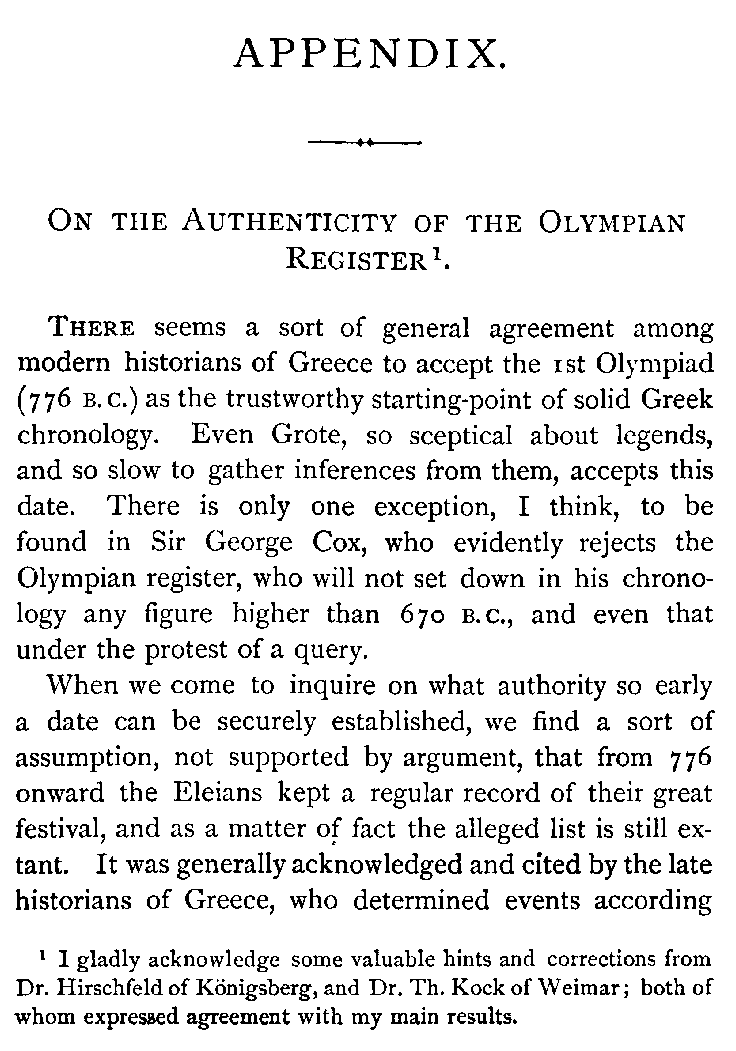 APPENDIX.
ON THE AUTHENTICITY OF THE OLYMPIAN
REGISTER¹.
THERE seems a sort of general agreement among
modern historians of Greece to accept the 1st Olympiad
(776 B.C.) as the trustworthy starting-point of solid Greek
chronology. Even Grote, so sceptical about legends,
and so slow to gather inferences from them, accepts this
date. There is only one exception, I think, to be
found in Sir George Cox, who evidently rejects the
Olympian register, who will not set down in his chrono-
logy any figure higher than 670 B.C., and even that
under the protest of a query.
When we come to inquire on what authority so early
a date can be securely established, we find a sort of
assumption, not supported by argument, that from 776
onward the Eleians kept a regular record of their great
festival, and as a matter of fact the alleged list is still ex-
tant. It was generally acknowledged and cited by the late
historians of Greece, who determined events according
¹ I gladly acknowledge some valuable hints and corrections from
Dr. Hirschfeld of Königsberg, and Dr. Th. Kock of Weimar; both of
whom expressed agreement with my main results.